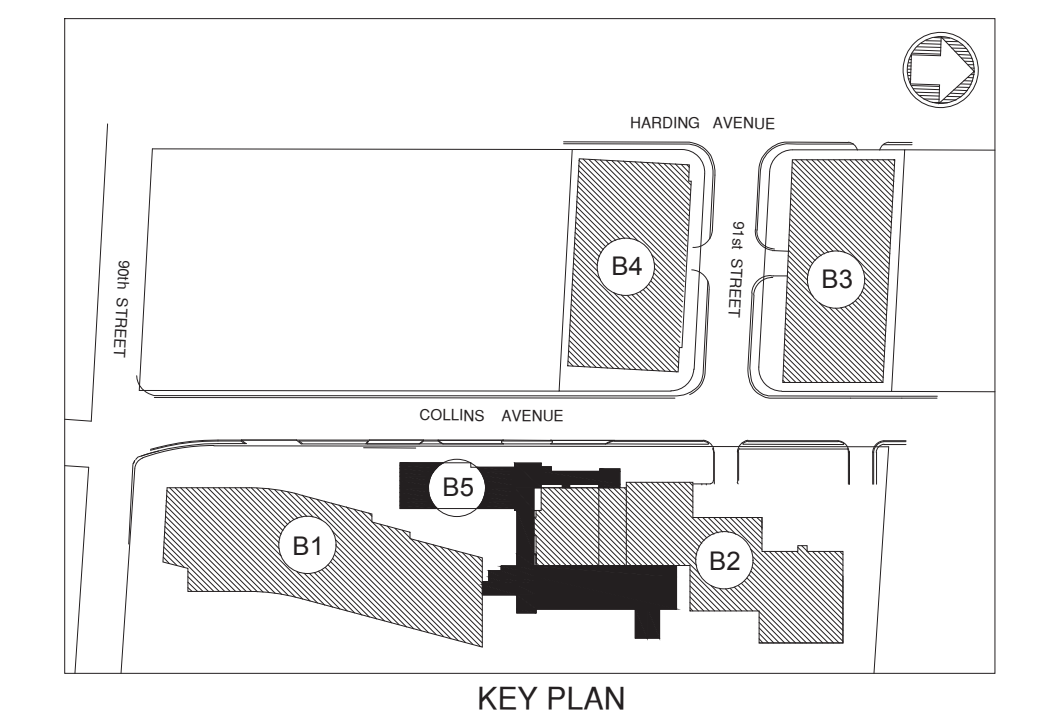 HARDING AVENUE
90th STREET
91st STREET
B4
B3
COLLINS AVENUE
B5
B1
B2
KEY PLAN